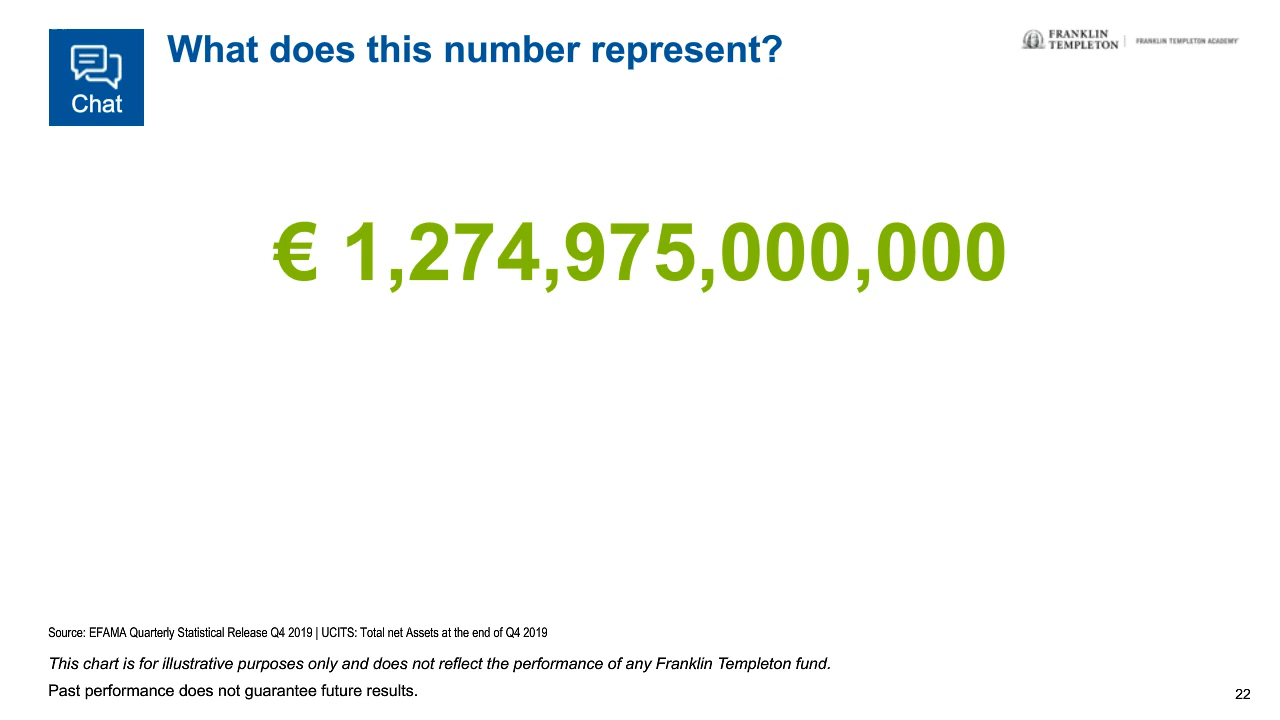 What does this number represent?
Chat
FRANKLIN
TEMPLETON
FRANKLIN TEMPLETON ACADEMY
€ 1,274,975,000,000
Source: EFAMA Quarterly Statistical Release Q4 2019 | UCITS: Total net Assets at the end of Q4 2019
This chart is for illustrative purposes only and does not reflect the performance of any Franklin Templeton fund.
Past performance does not guarantee future results.
22